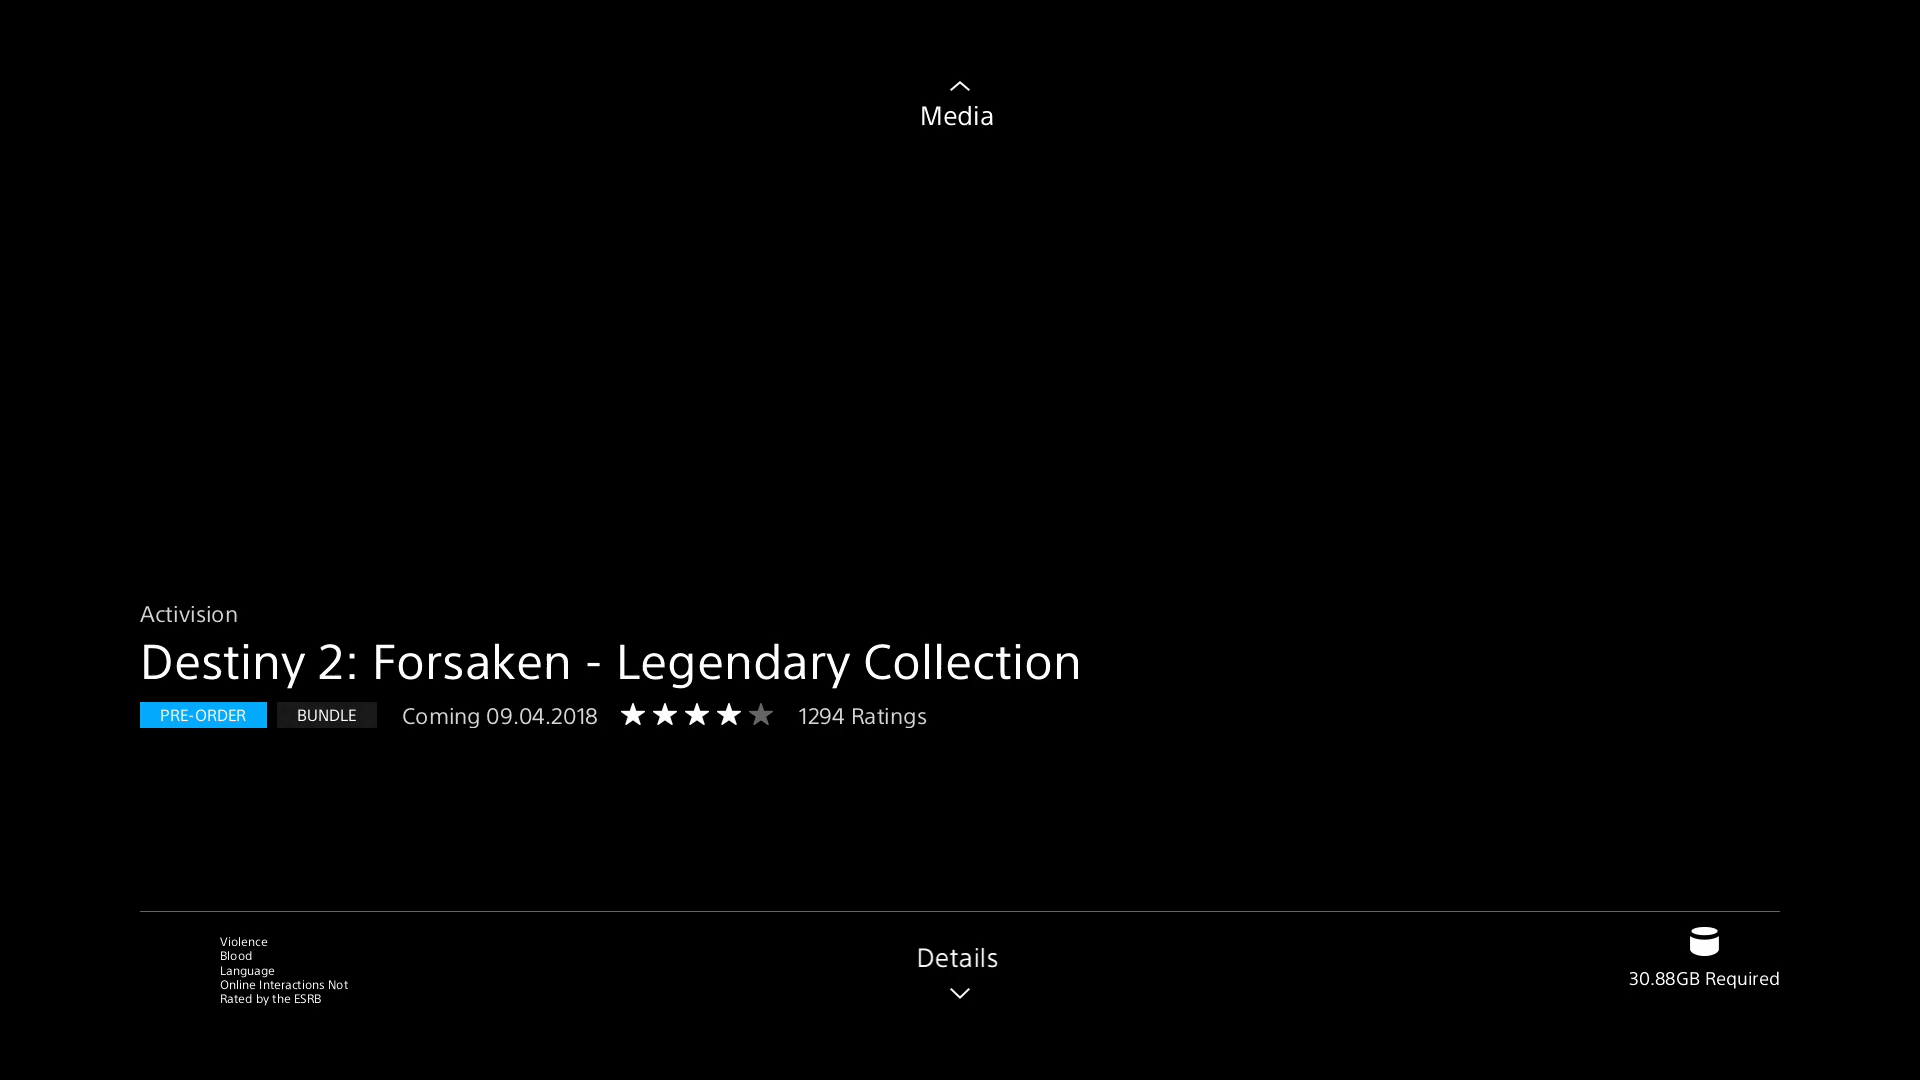 Media
Activision
Destiny 2: Forsaken - Legendary Collection
PRE-ORDER BUNDLE Coming 09.04.2018 1294 Ratings
Violence
Blood
Language
Online Interactions Not
Rated by the ESRB
Details
30.88GB Required